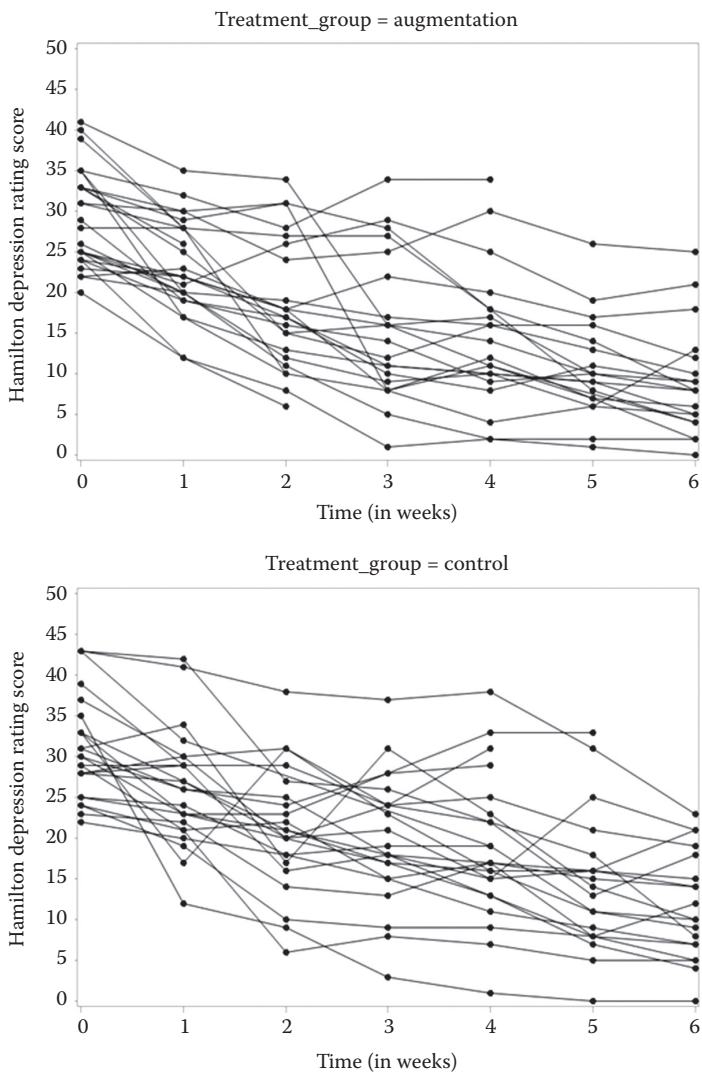 Treatment_group = augmentation
50
45
40
35
30
25
20
15
10
5
0
Hamilton depression rating score
0 1 2 3 4 5 6
Time (in weeks)
Treatment_group = control
50
45
40
35
30
25
20
15
10
5
0
Hamilton depression rating score
0 1 2 3 4 5 6
Time (in weeks)